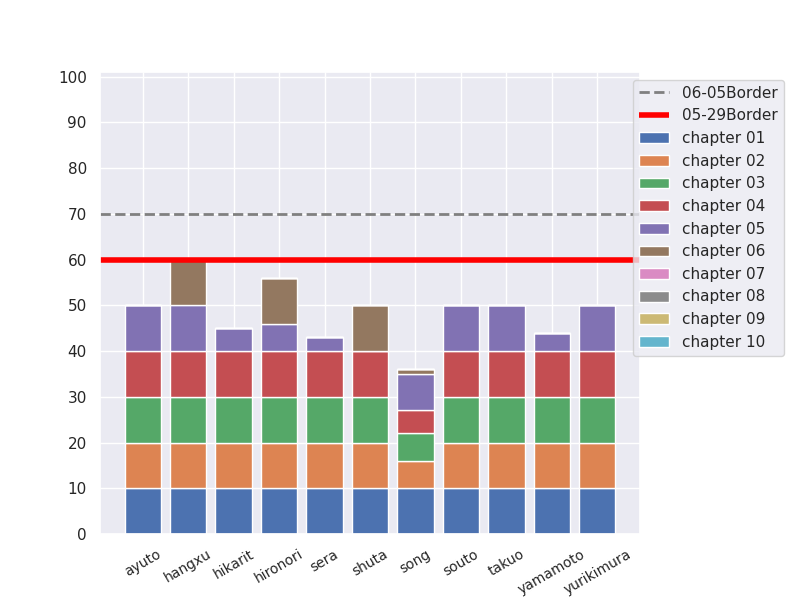 100
90
80
70
60
50
40
30
20
10
0
ayuto
hangxu
hikarit
hironori
sera
shuta
song
souto
takuo
yamamoto
yurikimura
06-05Border
05-29Border
chapter 01
chapter 02
chapter 03
chapter 04
chapter 05
chapter 06
chapter 07
chapter 08
chapter 09
chapter 10